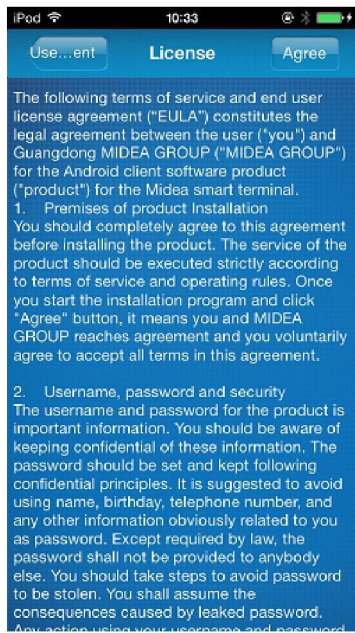 iPod 10:33
Use...ent License Agree
The following terms of service and end user
license agreement ("EULA") constitutes the
legal agreement between the user ("you") and
Guangdong MIDEA GROUP ("MIDEA GROUP")
for the Android client software product
("product") for the Midea smart terminal.
1. Premises of product Installation
You should completely agree to this agreement
before installing the product. The service of the
product should be executed strictly according
to terms of service and operating rules. Once
you start the installation program and click
"Agree" button, it means you and MIDEA
GROUP reaches agreement and you voluntarily
agree to accept all terms in this agreement.
2. Username, password and security
The username and password for the product is
important information. You should be aware of
keeping confidential of these information. The
password should be set and kept following
confidential principles. It is suggested to avoid
using name, birthday, telephone number, and
any other information obviously related to you
as password. Except required by law, the
password shall not be provided to anybody
else. You should take steps to avoid password
to be stolen. You shall assume the
consequences caused by leaked password.
Any action using your username and password